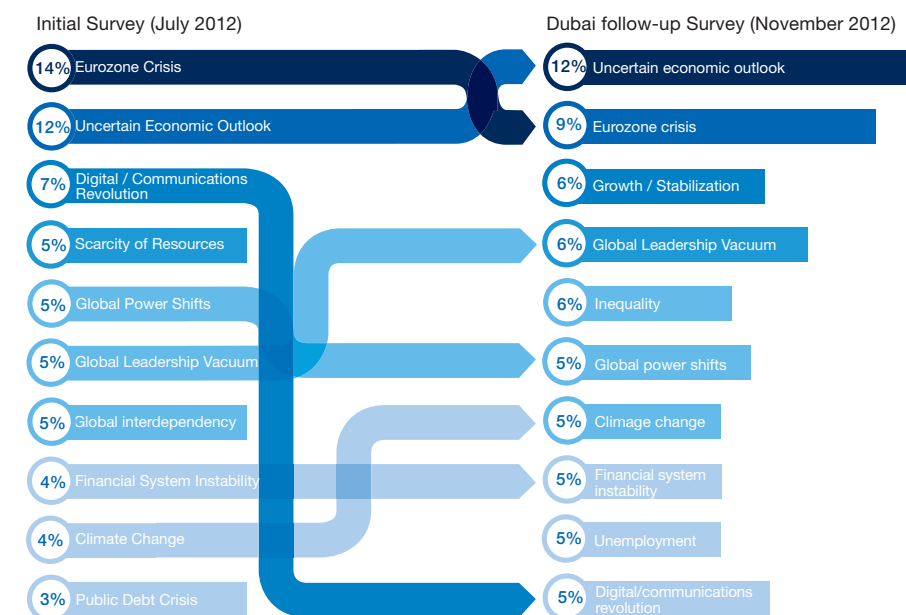 Initial Survey (July 2012)
Dubai follow-up Survey (November 2012)
14% Eurozone Crisis
12% Uncertain economic outlook
12% Uncertain Economic Outlook
9% Eurozone crisis
7% Digital / Communications
Revolution
6% Growth / Stabilization
5% Scarcity of Resources
6% Global Leadership Vacuum
5% Global Power Shifts
6% Inequality
5% Global Leadership Vacuum
5% Global power shifts
5% Global interdependency
5% Climage change
4% Financial System Instability
5% Financial system
instability
4% Climate Change
5% Unemployment
3% Public Debt Crisis
5% Digital/communications
revolution